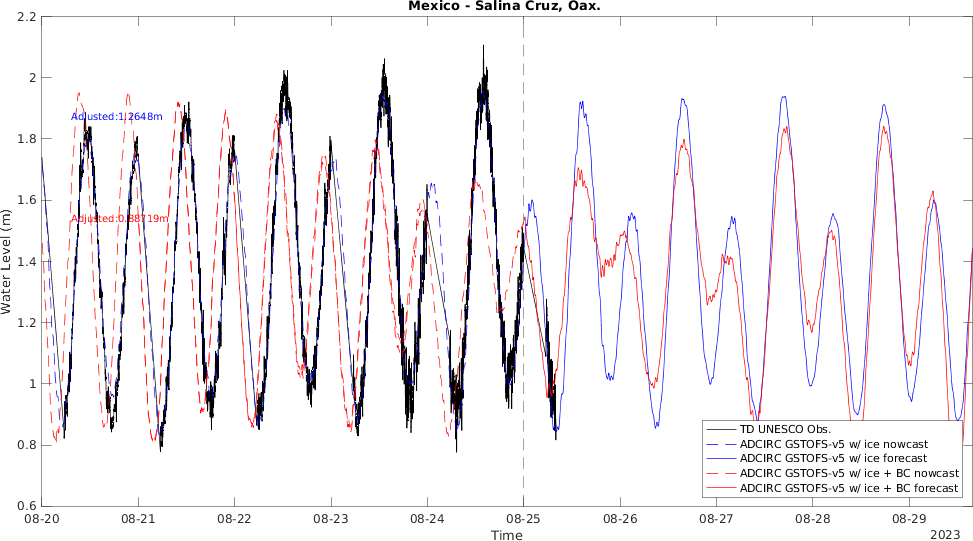 Mexico - Salina Cruz, Oax.
2.2
2
1.8
1.6
1.4
1.2
1
0.8
0.6
Water Level (m)
Adjusted:1.2648m
Adjusted:0.88719m
TD UNESCO Obs.
ADCIRC GSTOFS-v5 w/ ice nowcast
ADCIRC GSTOFS-v5 w/ ice forecast
ADCIRC GSTOFS-v5 w/ ice + BC nowcast
ADCIRC GSTOFS-v5 w/ ice + BC forecast
08-20 08-21 08-22 08-23 08-24 08-25 08-26 08-27 08-28 08-29
Time
2023